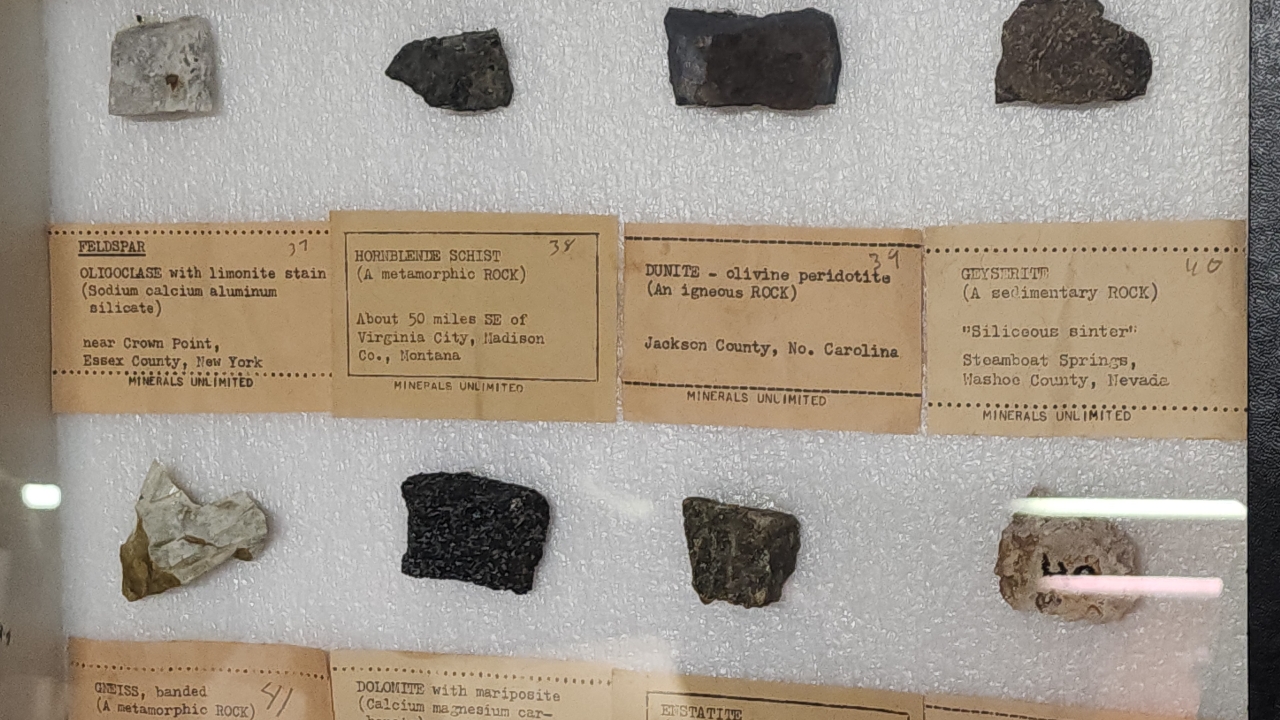 FELDSPAR 37
OLIGOCLASE with limonite stain
(Sodium calcium aluminum
silicate)
near Crown Point,
Essex County, New York
MINERALS UNLIMITED
HORNBLENDE SCHIST 38
(A metamorphic ROCK)
About 50 miles SE of
Virginia City, Madison
Co., Montana
MINERALS UNLIMITED
39
DUNITE - olivine peridotite
(An igneous ROCK)
Jackson County, No. Carolina
MINERALS UNLIMITED
GEYSERITE 40
(A sedimentary ROCK)
"Siliceous sinter"
Steamboat Springs,
Washoe County, Nevada
MINERALS UNLIMITED
40
GNEISS, banded 41
(A metamorphic ROCK)
DOLOMITE with mariposite
(Calcium magnesium car-
ENSTATITE